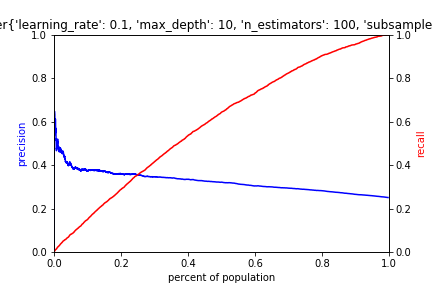 er{'learning_rate': 0.1, 'max_depth': 10, 'n_estimators': 100, 'subsample
1.0
0.8
0.6
0.4
0.2
0.0
precision
1.0
0.8
0.6
0.4
0.2
0.0
recall
0.0 0.2 0.4 0.6 0.8 1.0
percent of population